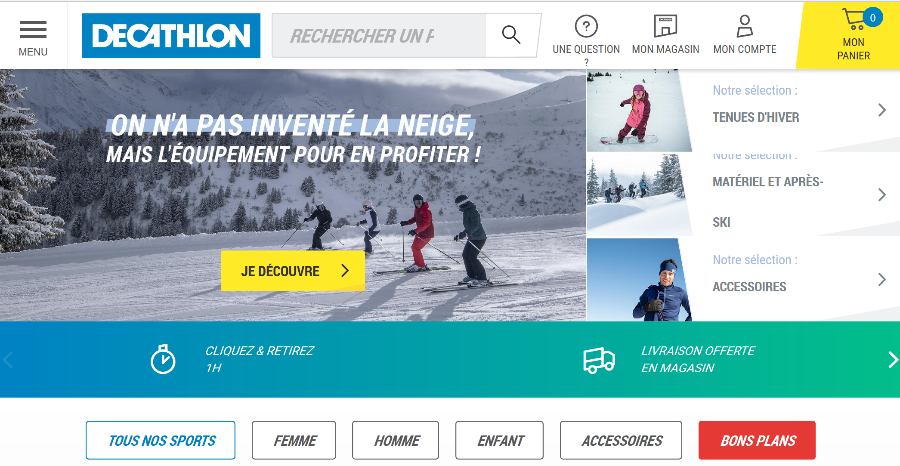 MENU
DECATHLON
RECHERCHER UN P
UNE QUESTION
?
MON MAGASIN
MON COMPTE
0
MON
PANIER
ON N'A PAS INVENTÉ LA NEIGE,
MAIS L'ÉQUIPEMENT POUR EN PROFITER !
JE DÉCOUVRE
Notre sélection :
TENUES D'HIVER
Notre sélection :
MATÉRIEL ET APRÈS-
SKI
Notre sélection :
ACCESSOIRES
CLIQUEZ & RETIREZ
1H
LIVRAISON OFFERTE
EN MAGASIN
TOUS NOS SPORTS
FEMME
HOMME
ENFANT
ACCESSOIRES
BONS PLANS